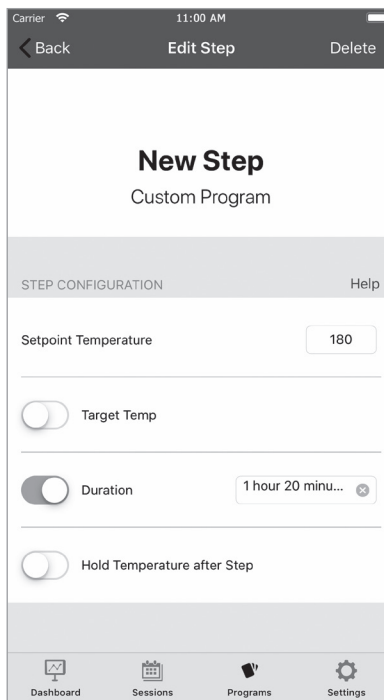 Carrier 11:00 AM
Back Edit Step Delete
New Step
Custom Program
STEP CONFIGURATION Help
Setpoint Temperature 180
Target Temp
Duration 1 hour 20 minu...
Hold Temperature after Step
Dashboard Sessions Programs Settings